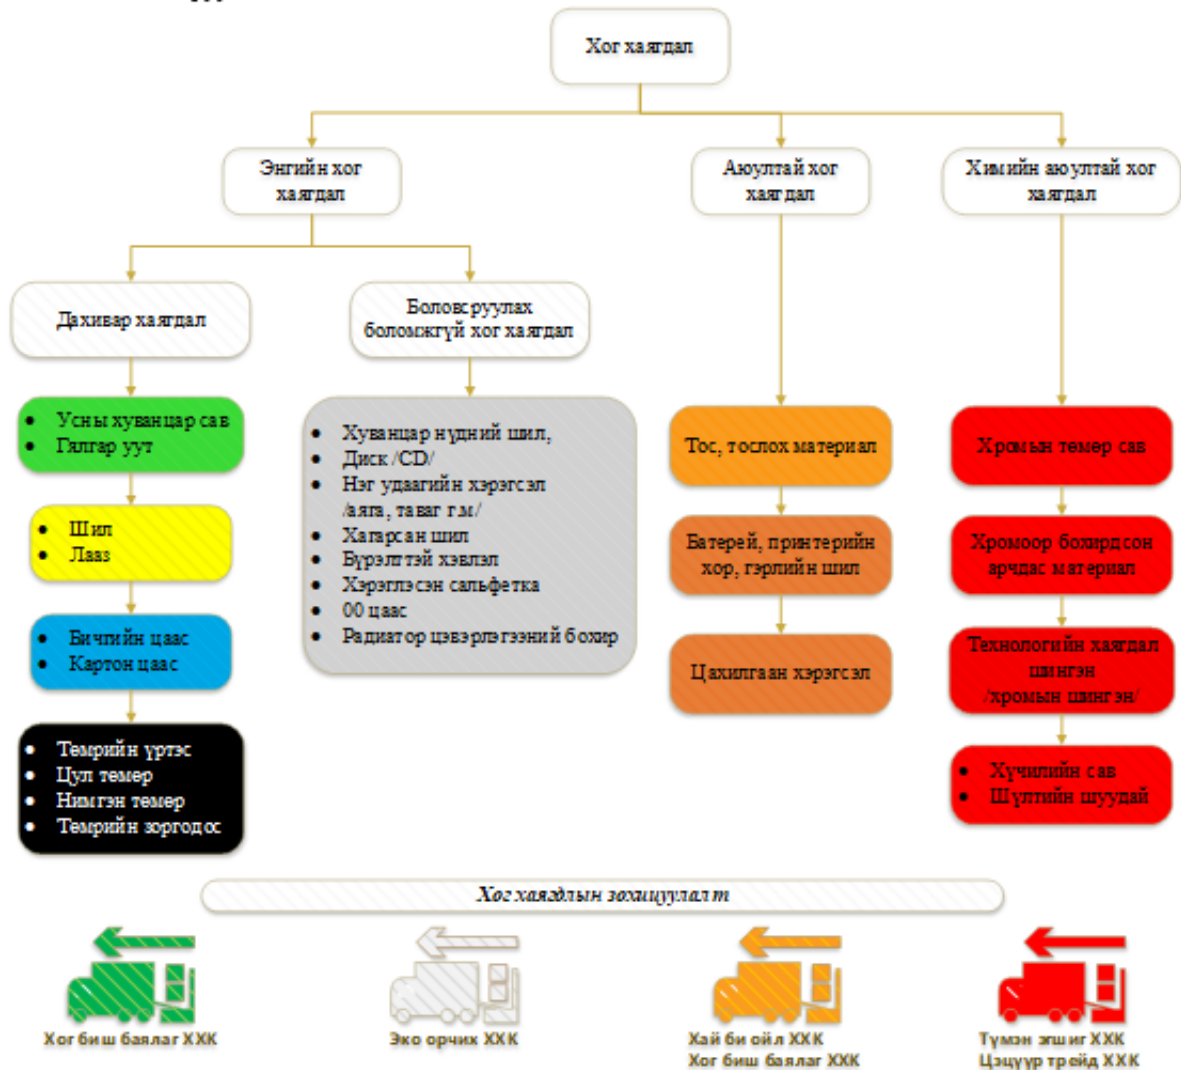 Хог хаягдал
Энгийн хог
хаягдал
Аюултай хог
хаягдал
Химийн аюултай хог
хаягдал
Дахивар хаягдал
Боловсруулах
боломжгүй хог хаягдал
• Усны хуванцар сав
• Гялгар уут
• Шил
• Лааз
• Бичгийн цаас
• Картон цаас
• Төмрийн үртэс
• Цул төмөр
• Нимгэн төмөр
• Төмрийн зоргодос
• Хуванцар нүдний шил,
• Диск /CD/
• Нэг удаагийн хэрэгсэл
/аяга, таваг г.м/
• Хагарсан шил
• Бүрэлттэй хэвлэл
• Хэрэглэсэн сальфетка
• 00 цаас
• Радиатор цэвэрлэгээний бохир
Тос, тослох материал
Батерей, принтерийн
хор, гэрлийн шил
Цахилгаан хэрэгсэл
Хромын төмөр сав
Хромоор бохирдсон
арчдас материал
Технологийн хаягдал
шингэн
/хромын шингэн/
• Хүчилийн сав
• Шүлтийн шуудай
Хог хаягдлын зохицуулалт
Хог биш баялаг ХХК
Эко орчих ХХК
Хай би ойл ХХК
Хог биш баялаг ХХК
Түмэн эгшиг ХХК
Цэцүүр трейд ХХК